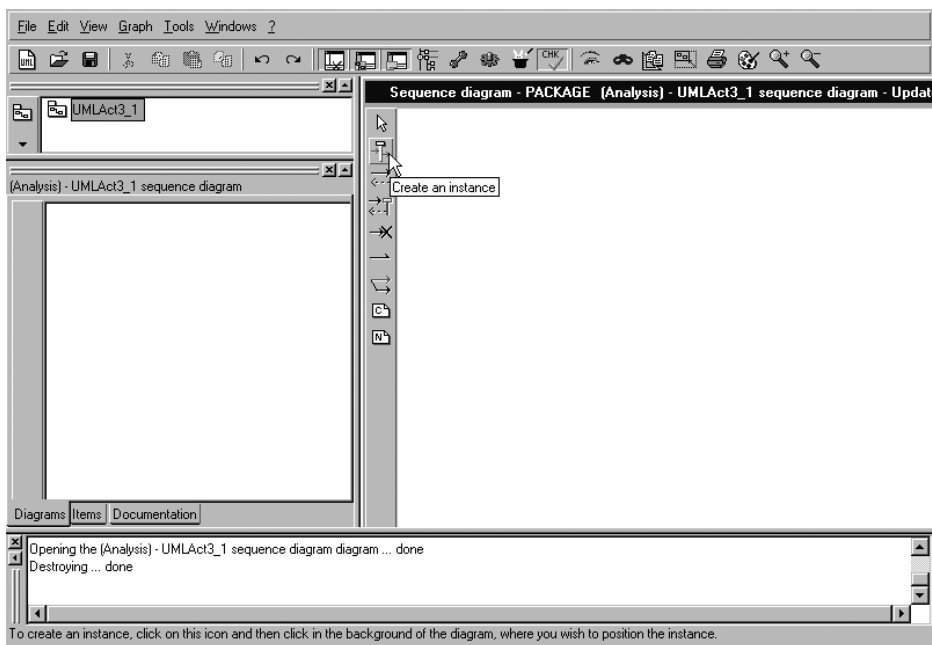 File Edit View Graph Tools Windows ?
UML CHK
Sequence diagram - PACKAGE (Analysis) - UMLAct3_1 sequence diagram - Updat
UMLAct3_1
(Analysis) - UMLAct3_1 sequence diagram
Create an instance
C
N
Diagrams Items Documentation
Opening the (Analysis) - UMLAct3_1 sequence diagram diagram ... done
Destroying ... done
To create an instance, click on this icon and then click in the background of the diagram, where you wish to position the instance.